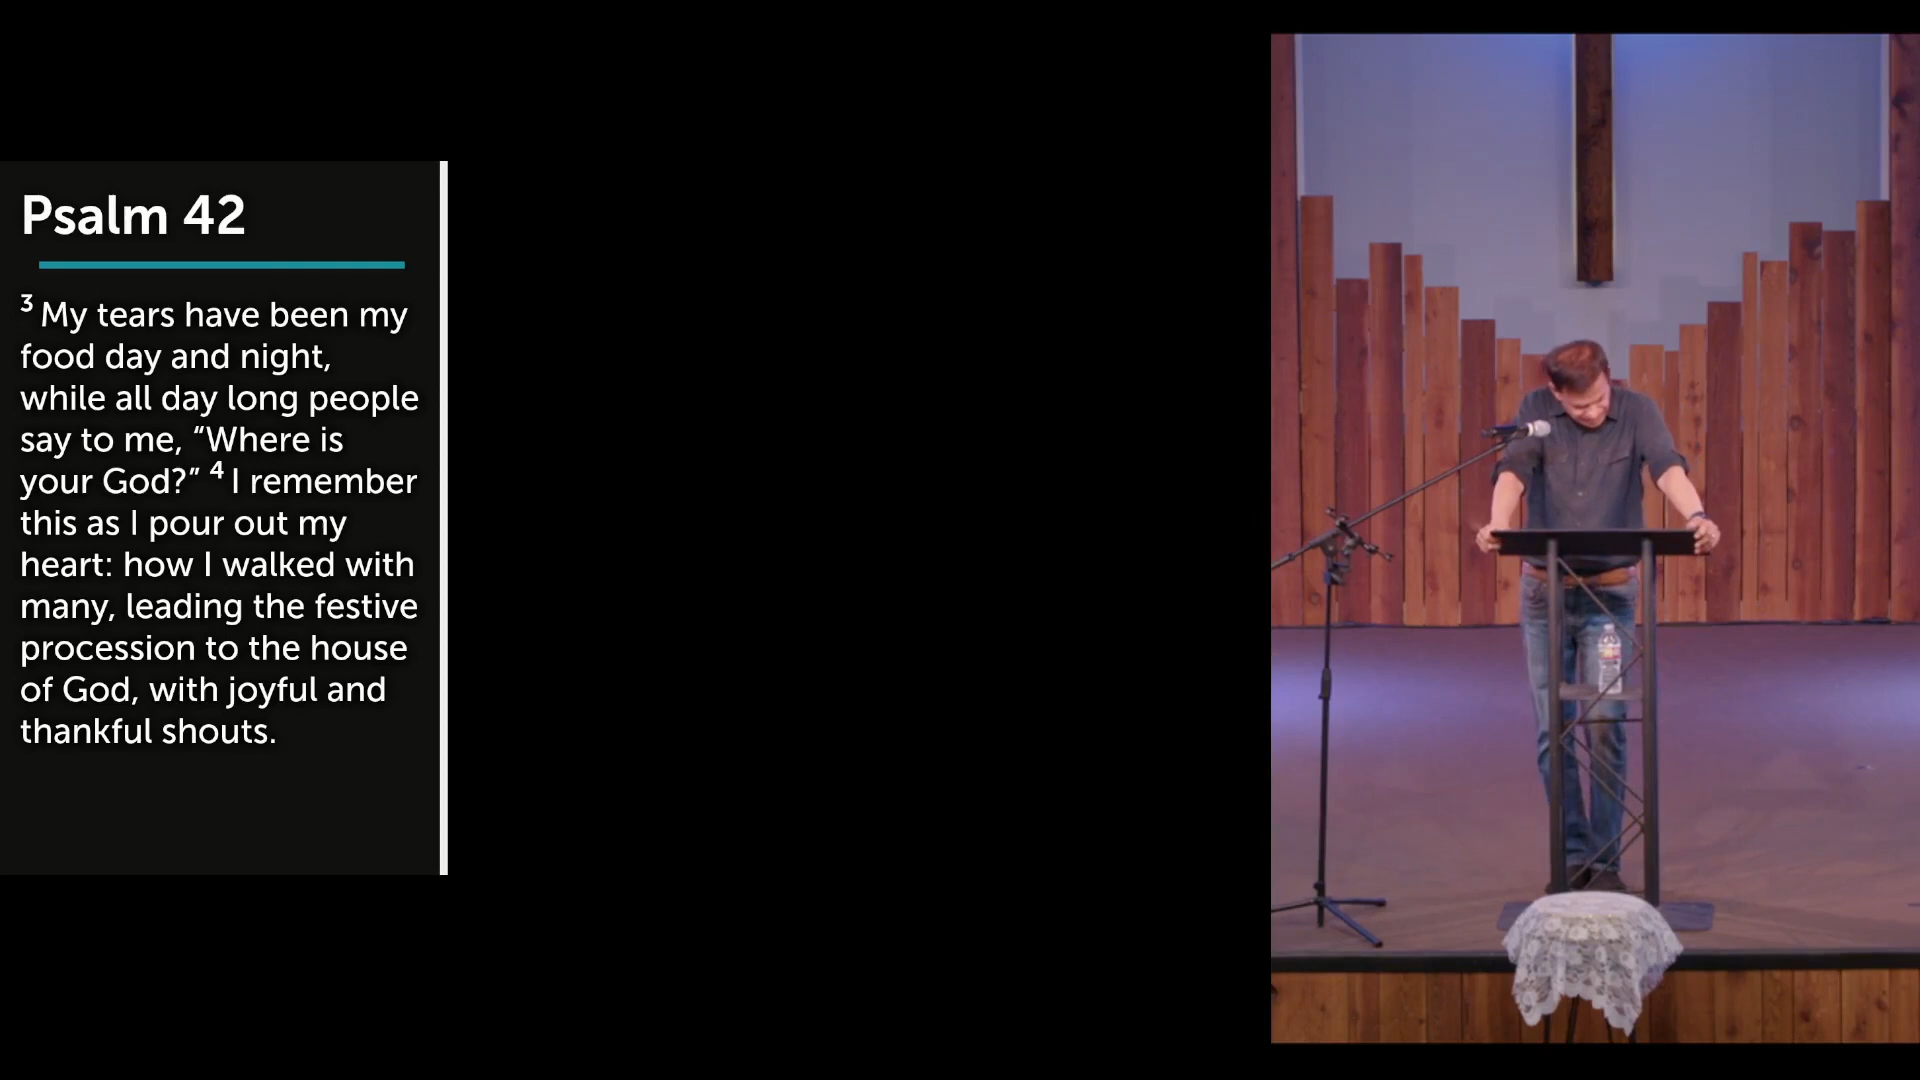 Psalm 42
3 My tears have been my
food day and night,
while all day long people
say to me, “Where is
your God?” 4 I remember
this as I pour out my
heart: how I walked with
many, leading the festive
procession to the house
of God, with joyful and
thankful shouts.